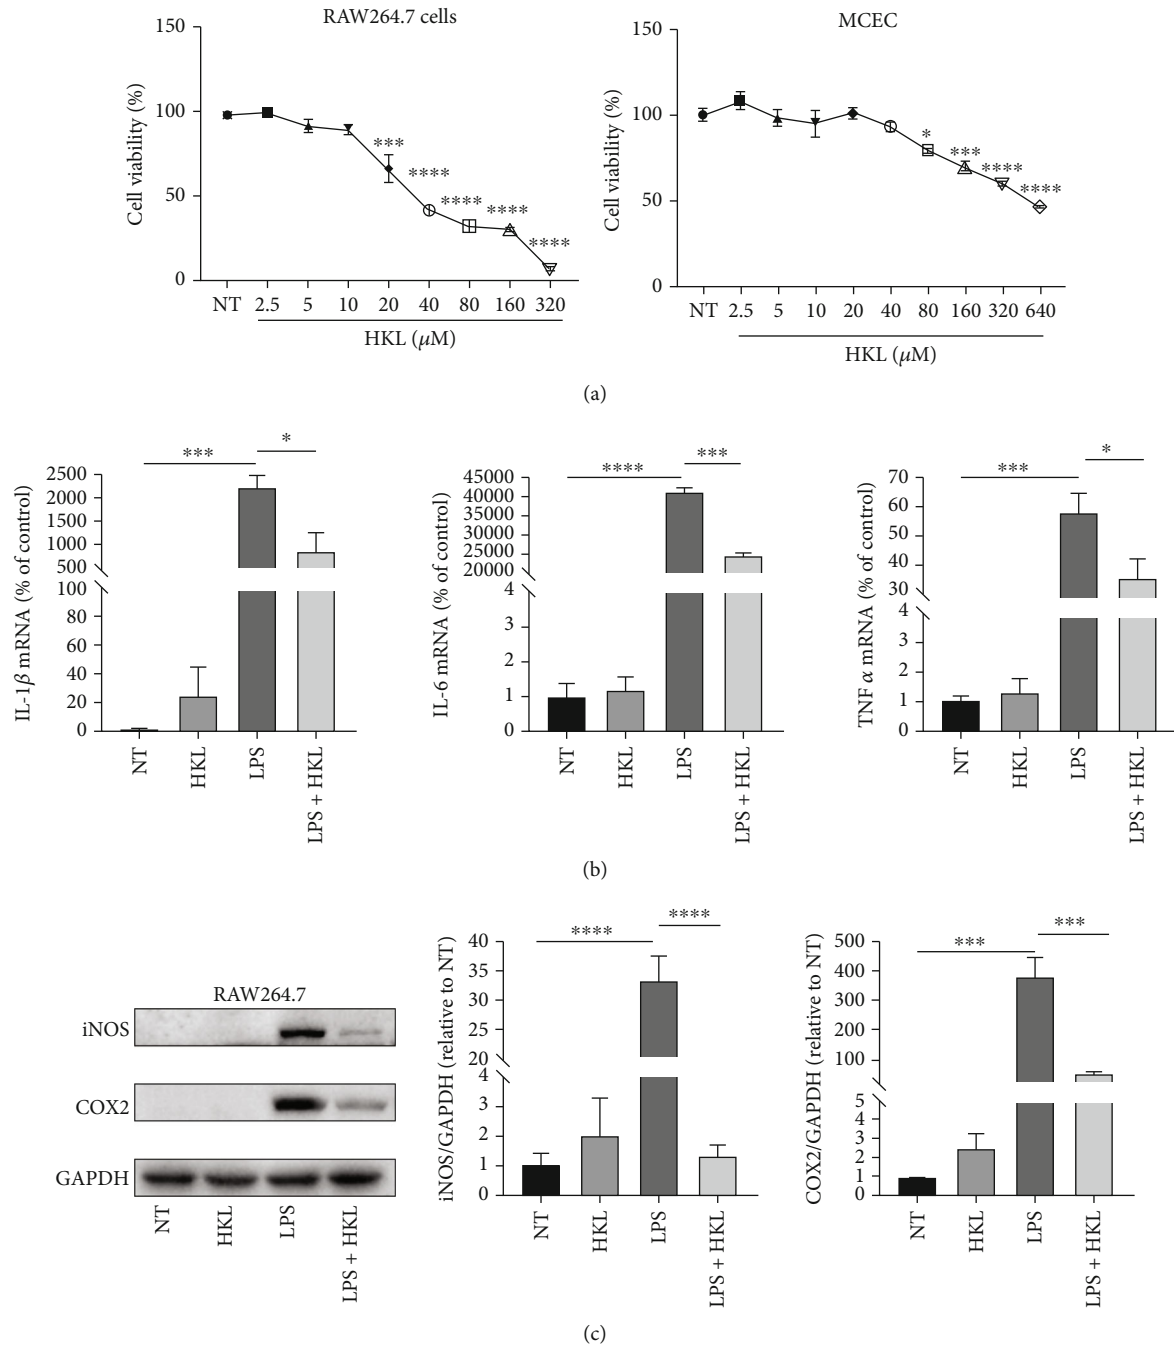 RAW264.7 cells
150
100
50
0
Cell viability (%)
***
****
****
****
****
NT 2.5 5 10 20 40 80 160 320
HKL (μM)
MCEC
150
100
50
0
Cell viability (%)
*
***
****
****
NT 2.5 5 10 20 40 80 160 320 640
HKL (μM)
(a)
*** *
2500
2000
1500
1000
500
100
80
60
40
20
0
IL-1β mRNA (% of control)
NT HKL LPS LPS + HKL
**** ***
45000
40000
35000
30000
25000
20000
4
3
2
1
0
IL-6 mRNA (% of control)
NT HKL LPS LPS + HKL
*** *
70
60
50
40
30
4
3
2
1
0
TNF α mRNA (% of control)
NT HKL LPS LPS + HKL
(b)
RAW264.7
iNOS
COX2
GAPDH
NT HKL LPS LPS + HKL
**** ****
40
35
30
25
20
4
3
2
1
0
iNOS/GAPDH (relative to NT)
NT HKL LPS LPS + HKL
*** ***
500
400
300
200
100
5
4
3
2
1
0
COX2/GAPDH (relative to NT)
NT HKL LPS LPS + HKL
(c)